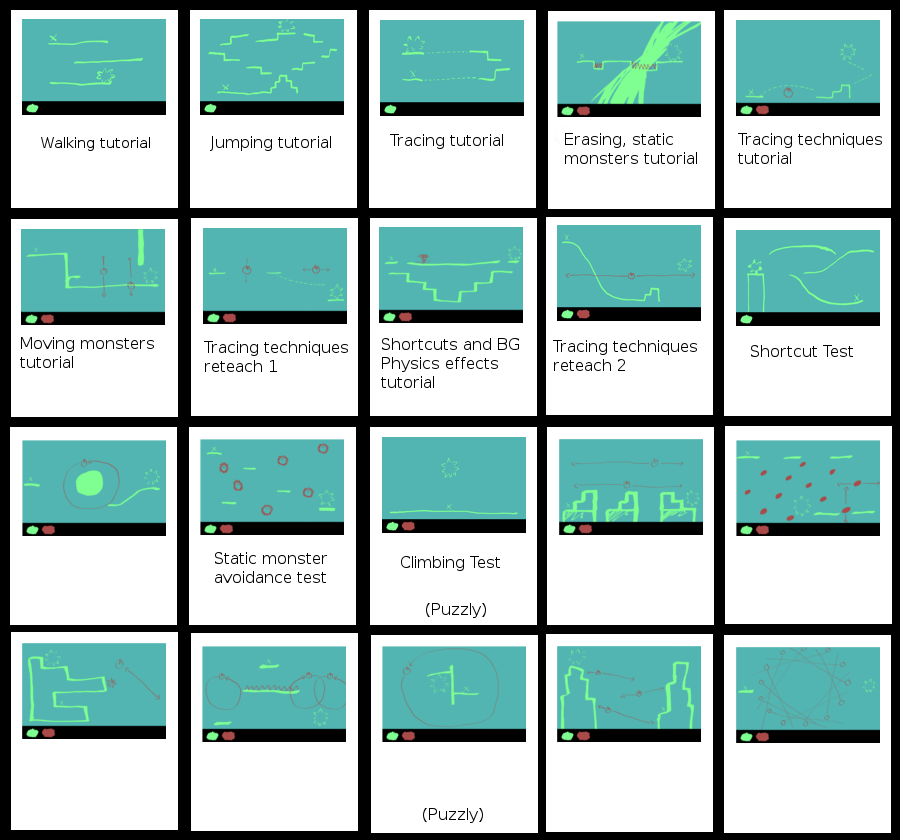 Walking tutorial
Jumping tutorial
Tracing tutorial
Erasing, static
monsters tutorial
Tracing techniques
tutorial
Moving monsters
tutorial
Tracing techniques
reteach 1
Shortcuts and BG
Physics effects
tutorial
Tracing techniques
reteach 2
Shortcut Test
Static monster
avoidance test
Climbing Test
(Puzzly)
(Puzzly)